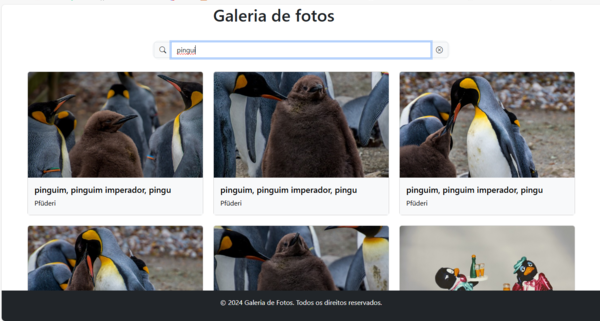 Galeria de fotos
pingui
pinguim, pinguim imperador, pingu
Pfüderi
pinguim, pinguim imperador, pingu
Pfüderi
pinguim, pinguim imperador, pingu
Pfüderi
© 2024 Galeria de Fotos. Todos os direitos reservados.